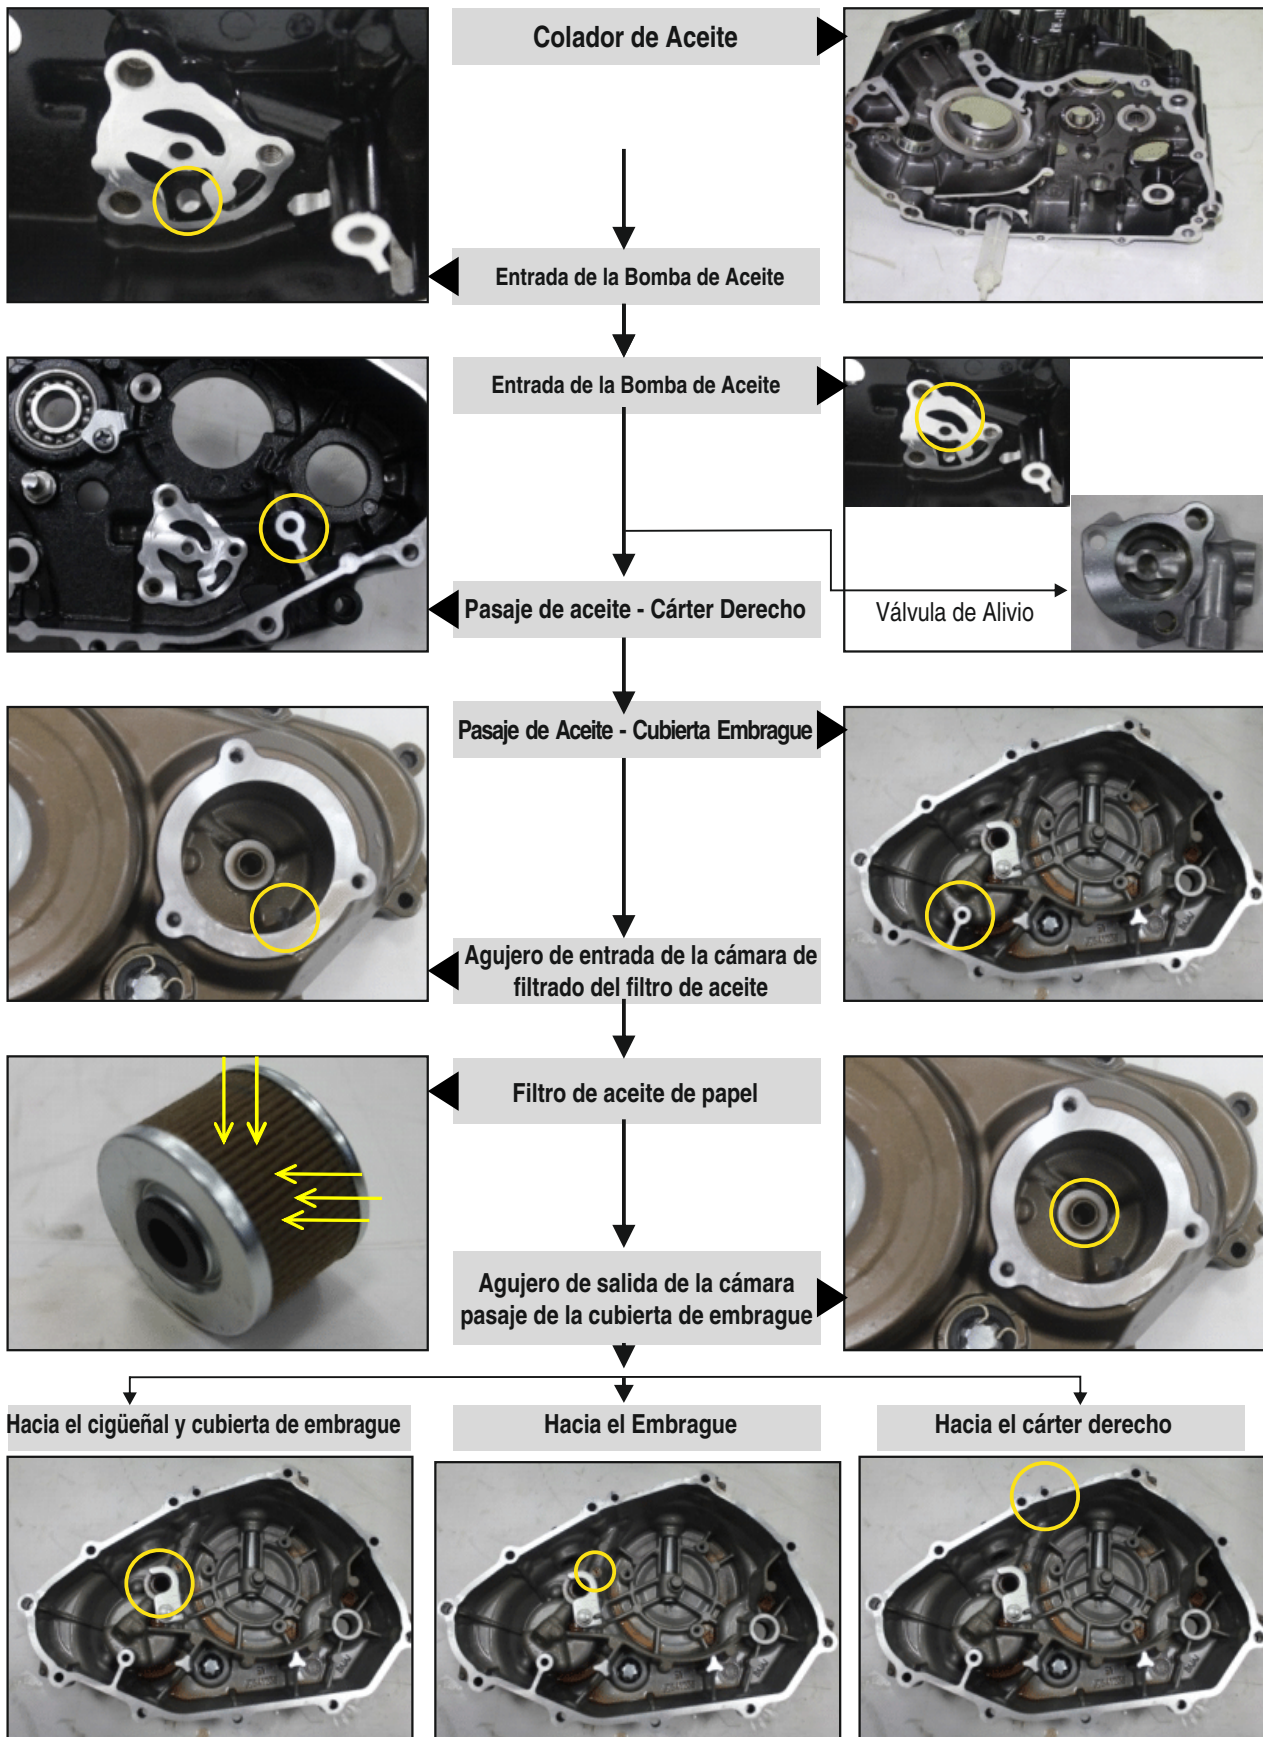 Colador de Aceite
Entrada de la Bomba de Aceite
Entrada de la Bomba de Aceite
Válvula de Alivio
Pasaje de aceite - Cárter Derecho
Pasaje de Aceite - Cubierta Embrague
Agujero de entrada de la cámara de
filtrado del filtro de aceite
Filtro de aceite de papel
Agujero de salida de la cámara
pasaje de la cubierta de embrague
Hacia el cigüeñal y cubierta de embrague
Hacia el Embrague
Hacia el cárter derecho